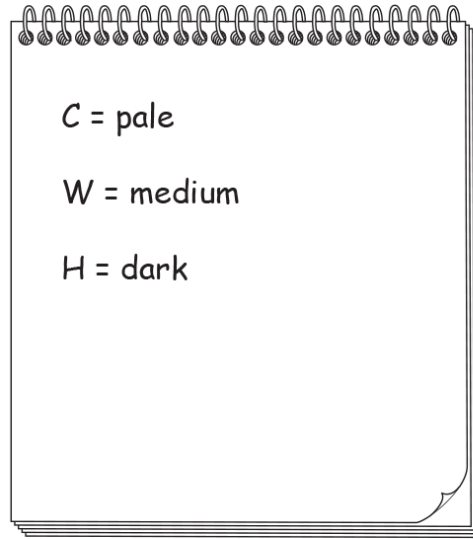 C = pale
W = medium
H = dark